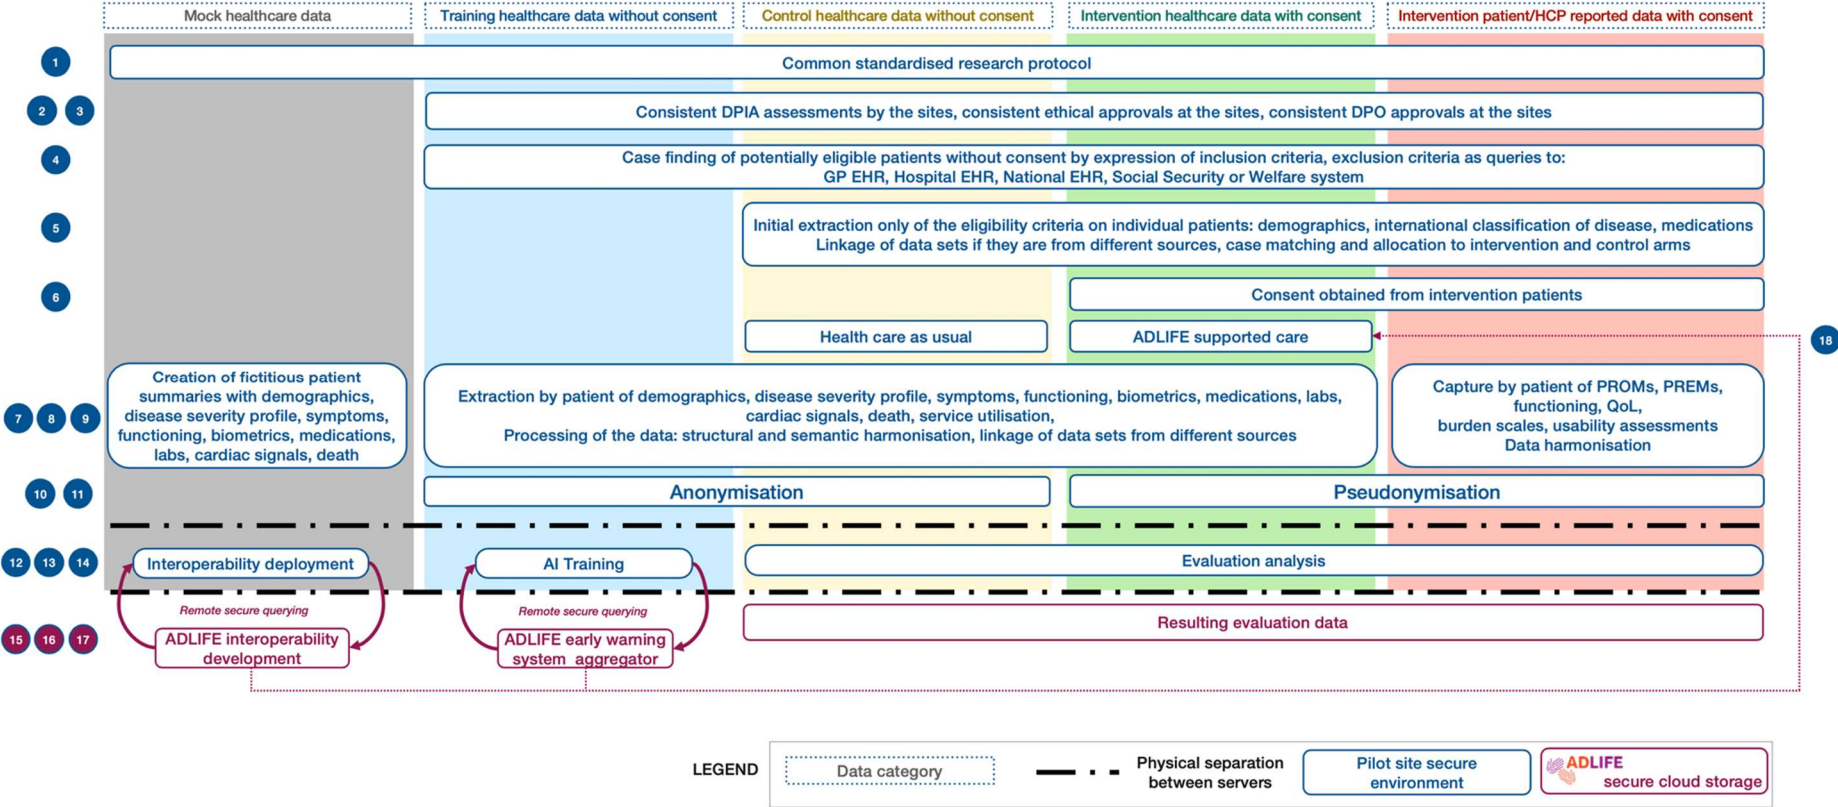 Mock healthcare data
Training healthcare data without consent
Control healthcare data without consent
Intervention healthcare data with consent
Intervention patient/HCP reported data with consent
1
Common standardised research protocol
2 3
Consistent DPIA assessments by the sites, consistent ethical approvals at the sites, consistent DPO approvals at the sites
4
Case finding of potentially eligible patients without consent by expression of inclusion criteria, exclusion criteria as queries to:
GP EHR, Hospital EHR, National EHR, Social Security or Welfare system
5
Initial extraction only of the eligibility criteria on individual patients: demographics, international classification of disease, medications
Linkage of data sets if they are from different sources, case matching and allocation to intervention and control arms
6
Consent obtained from intervention patients
Health care as usual
ADLIFE supported care
18
7 8 9
Creation of fictitious patient
summaries with demographics,
disease severity profile, symptoms,
functioning, biometrics, medications,
labs, cardiac signals, death
Extraction by patient of demographics, disease severity profile, symptoms, functioning, biometrics, medications, labs,
cardiac signals, death, service utilisation,
Processing of the data: structural and semantic harmonisation, linkage of data sets from different sources
Capture by patient of PROMs, PREMs,
functioning, QoL,
burden scales, usability assessments
Data harmonisation
10 11
Anonymisation
Pseudonymisation
12 13 14
Interoperability deployment
AI Training
Evaluation analysis
Remote secure querying
Remote secure querying
15 16 17
ADLIFE interoperability
development
ADLIFE early warning
system aggregator
Resulting evaluation data
LEGEND
Data category
Physical separation
between servers
Pilot site secure
environment
ADLIFE
secure cloud storage